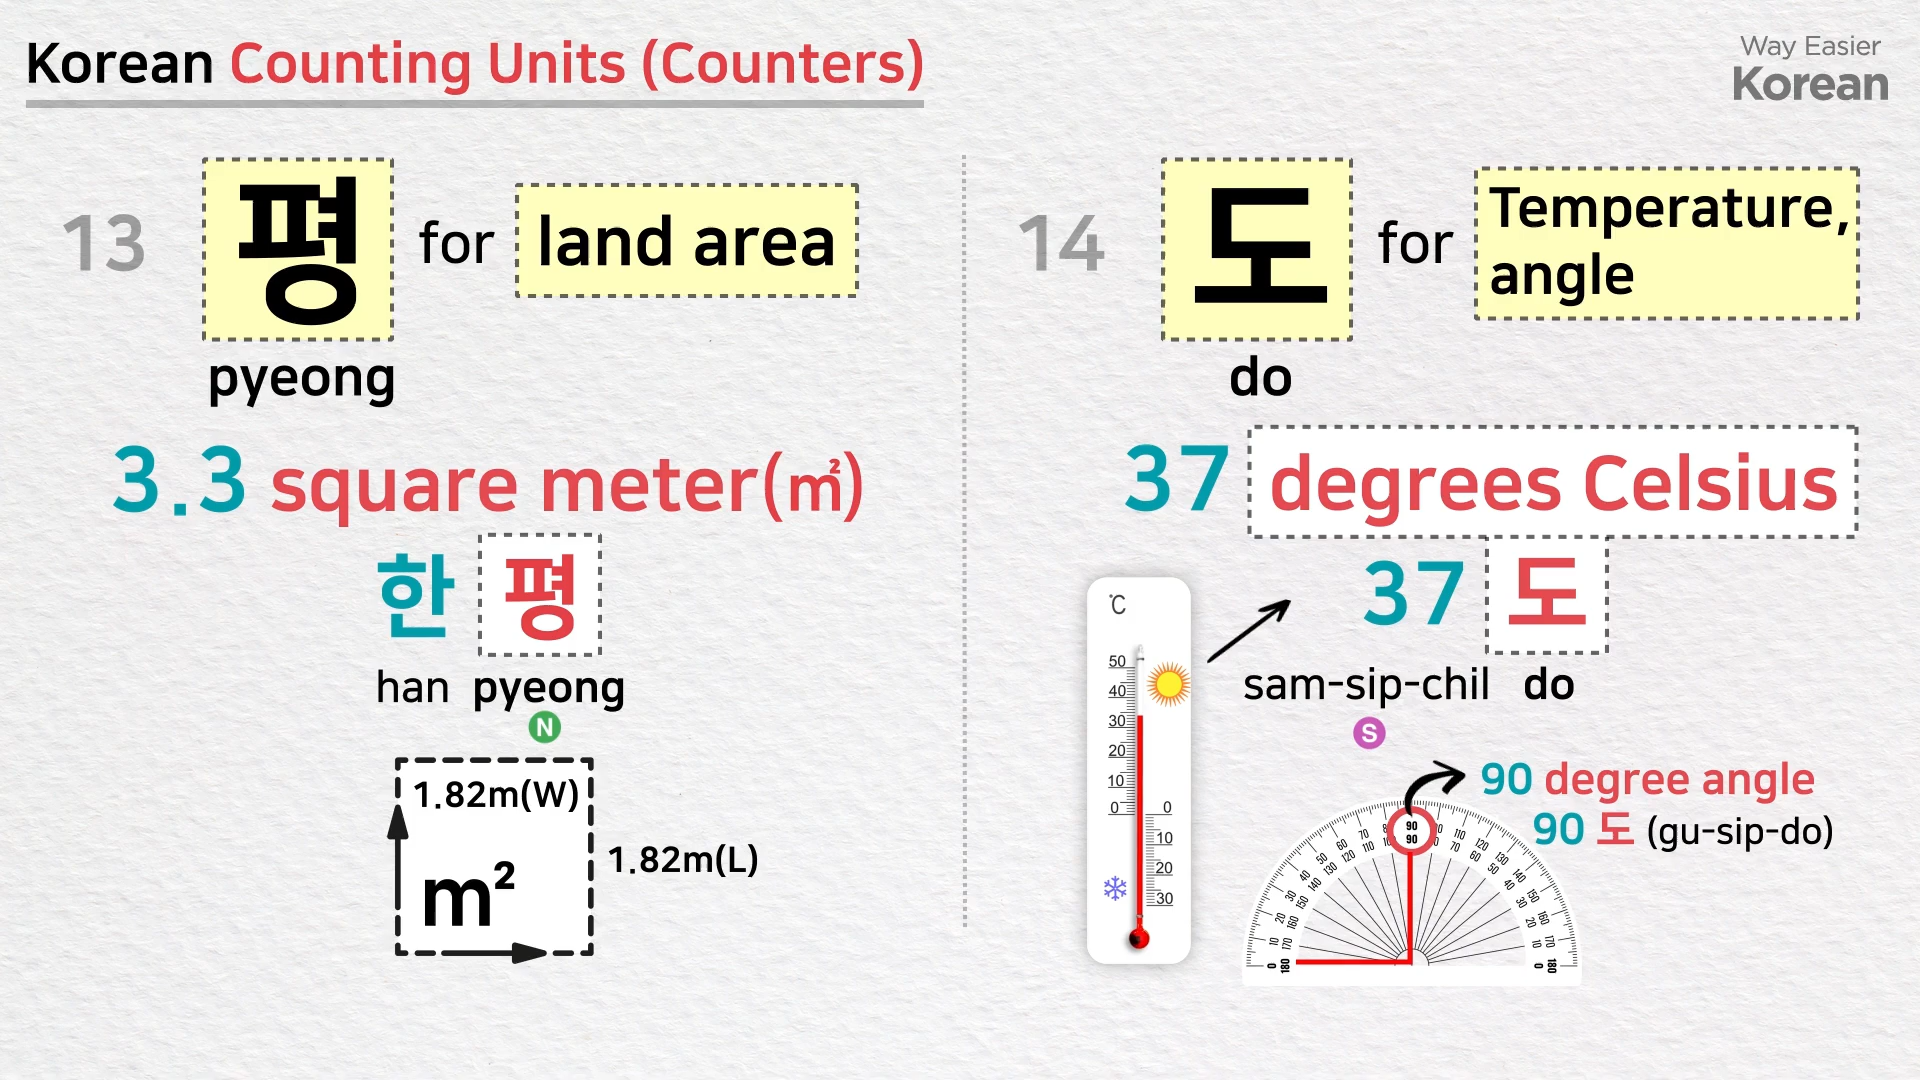 Korean Counting Units (Counters)
Way Easier
Korean
13
평
for
land area
pyeong
3.3 square meter(㎡)
한 평
han pyeong
N
1.82m(W)
m²
1.82m(L)
14
도
for
Temperature,
angle
do
37 degrees Celsius
37 도
sam-sip-chil do
S
℃
50
40
30
20
10
0
0
10
20
30
90 degree angle
90 도 (gu-sip-do)
90
90